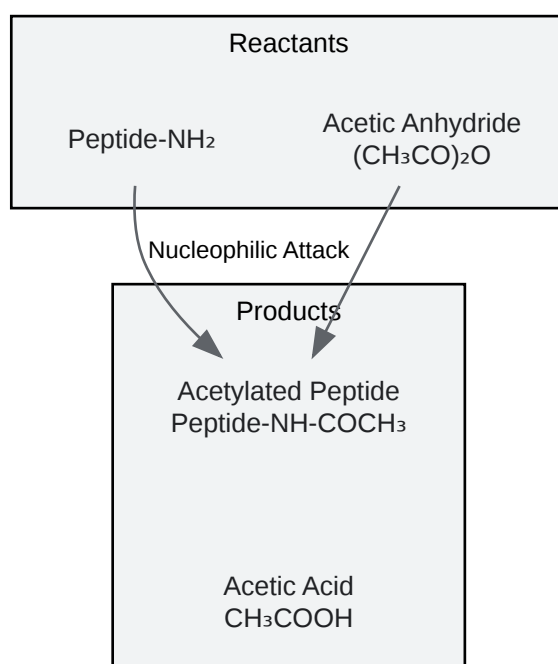 Reactants
Peptide-NH₂
Acetic Anhydride
(CH₃CO)₂O
Nucleophilic Attack
Products
Acetylated Peptide
Peptide-NH-COCH₃
Acetic Acid
CH₃COOH